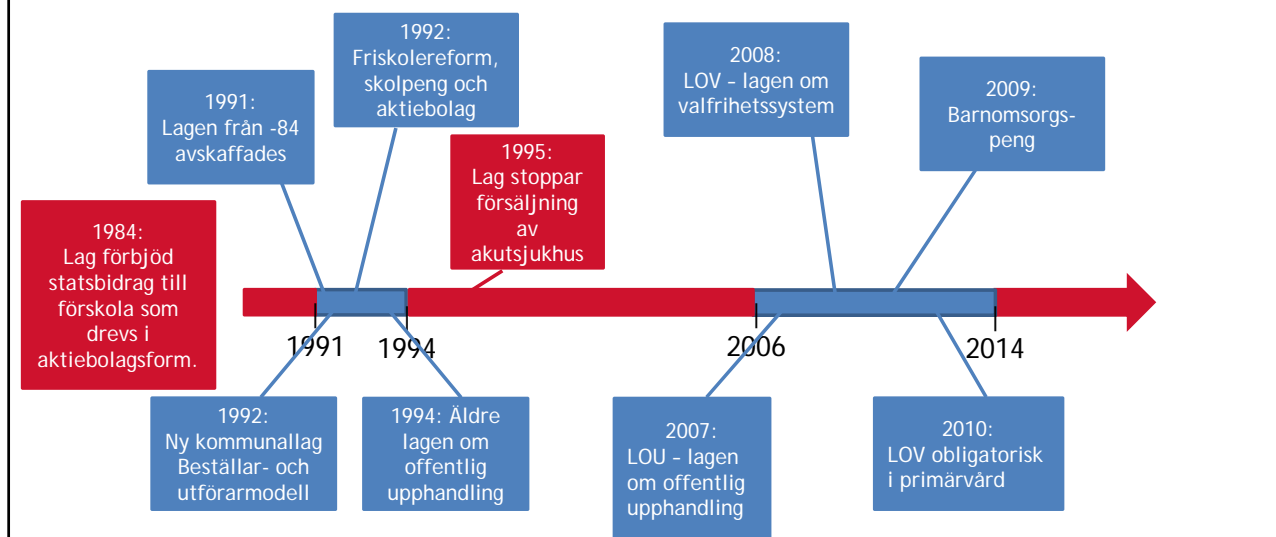 1984:
Lag förbjöd
statsbidrag till
förskola som
drevs i
aktiebolagsform.
1991:
Lagen från -84
avskaffades
1992:
Friskolereform,
skolpeng och
aktiebolag
1995:
Lag stoppar
försäljning
av
akutsjukhus
2008:
LOV – lagen om
valfrihetssystem
2009:
Barnomsorgs-
peng
1991
1994
2006
2014
1992:
Ny kommunallag
Beställar- och
utförarmodell
1994: Äldre
lagen om
offentlig
upphandling
2007:
LOU – lagen
om offentlig
upphandling
2010:
LOV obligatorisk
i primärvård